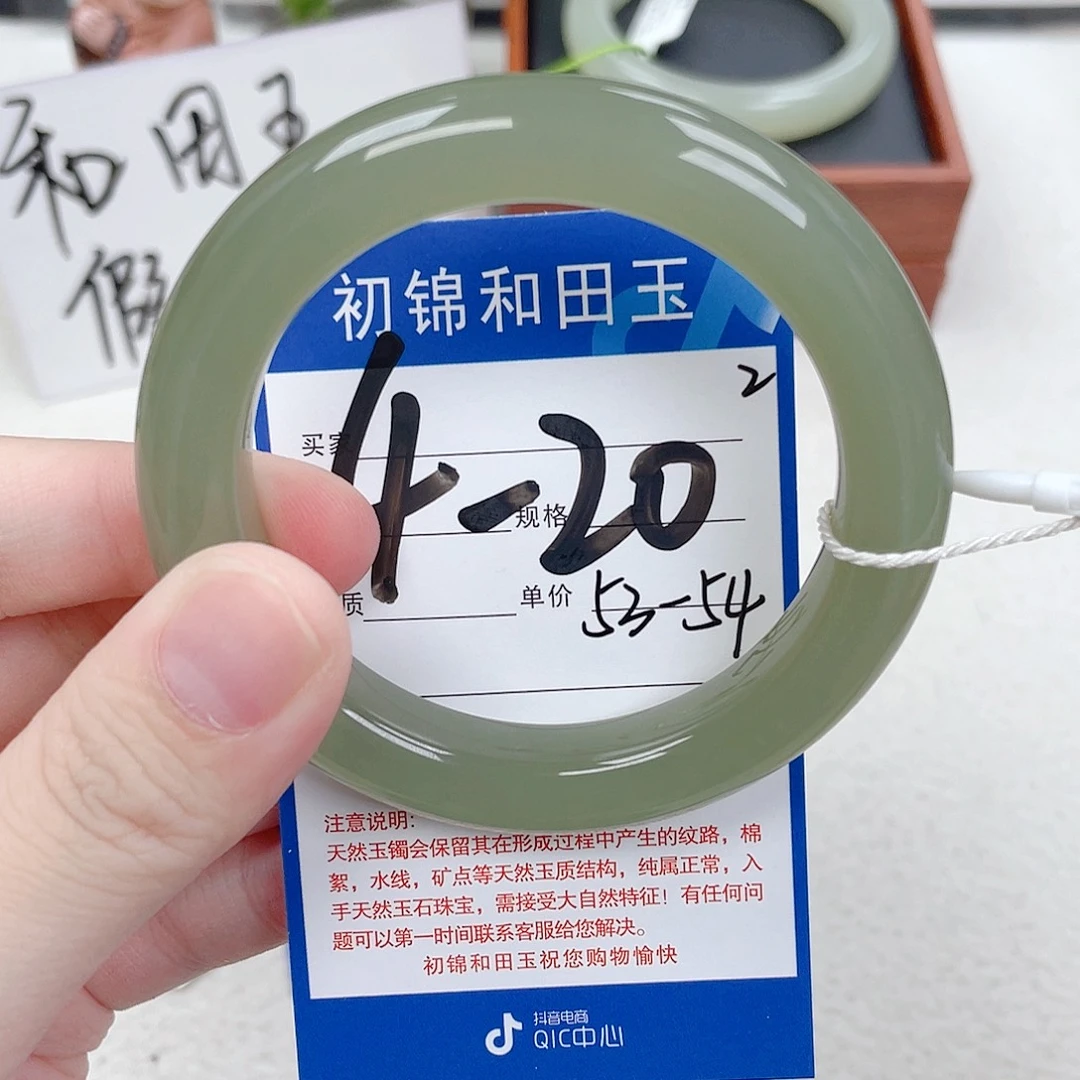 和田玉
假
初锦和田玉
2
买家
4-20
规格
质
单价 53-54
注意说明:
天然玉镯会保留其在形成过程中产生的纹路，棉
絮，水线，矿点等天然玉质结构，纯属正常，入
手天然玉石珠宝，需接受大自然特征！有任何问
题可以第一时间联系客服给您解决。
初锦和田玉祝您购物愉快
抖音电商
QIC中心